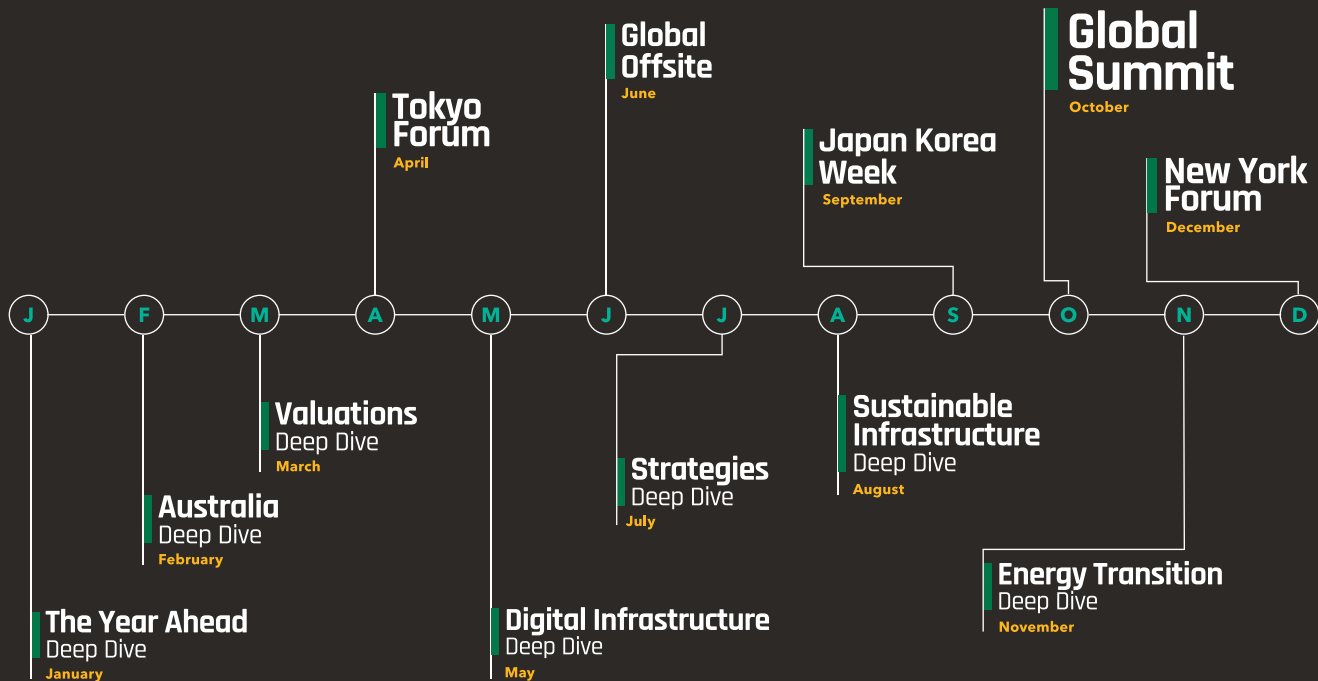 Global
Offsite
June
Global
Summit
October
Tokyo
Forum
April
Japan Korea
Week
September
New York
Forum
December
J
F
M
A
M
J
J
A
S
O
N
D
Valuations
Deep Dive
March
Sustainable
Infrastructure
Deep Dive
August
Strategies
Deep Dive
July
Australia
Deep Dive
February
Energy Transition
Deep Dive
November
The Year Ahead
Deep Dive
January
Digital Infrastructure
Deep Dive
May